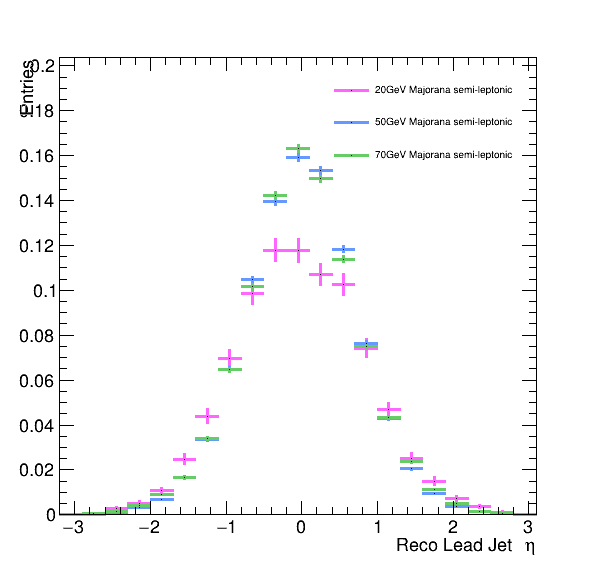 Entries
0.2
0.18
0.16
0.14
0.12
0.1
0.08
0.06
0.04
0.02
0
20GeV Majorana semi-leptonic
50GeV Majorana semi-leptonic
70GeV Majorana semi-leptonic
−3 −2 −1 0 1 2 3
Reco Lead Jet η